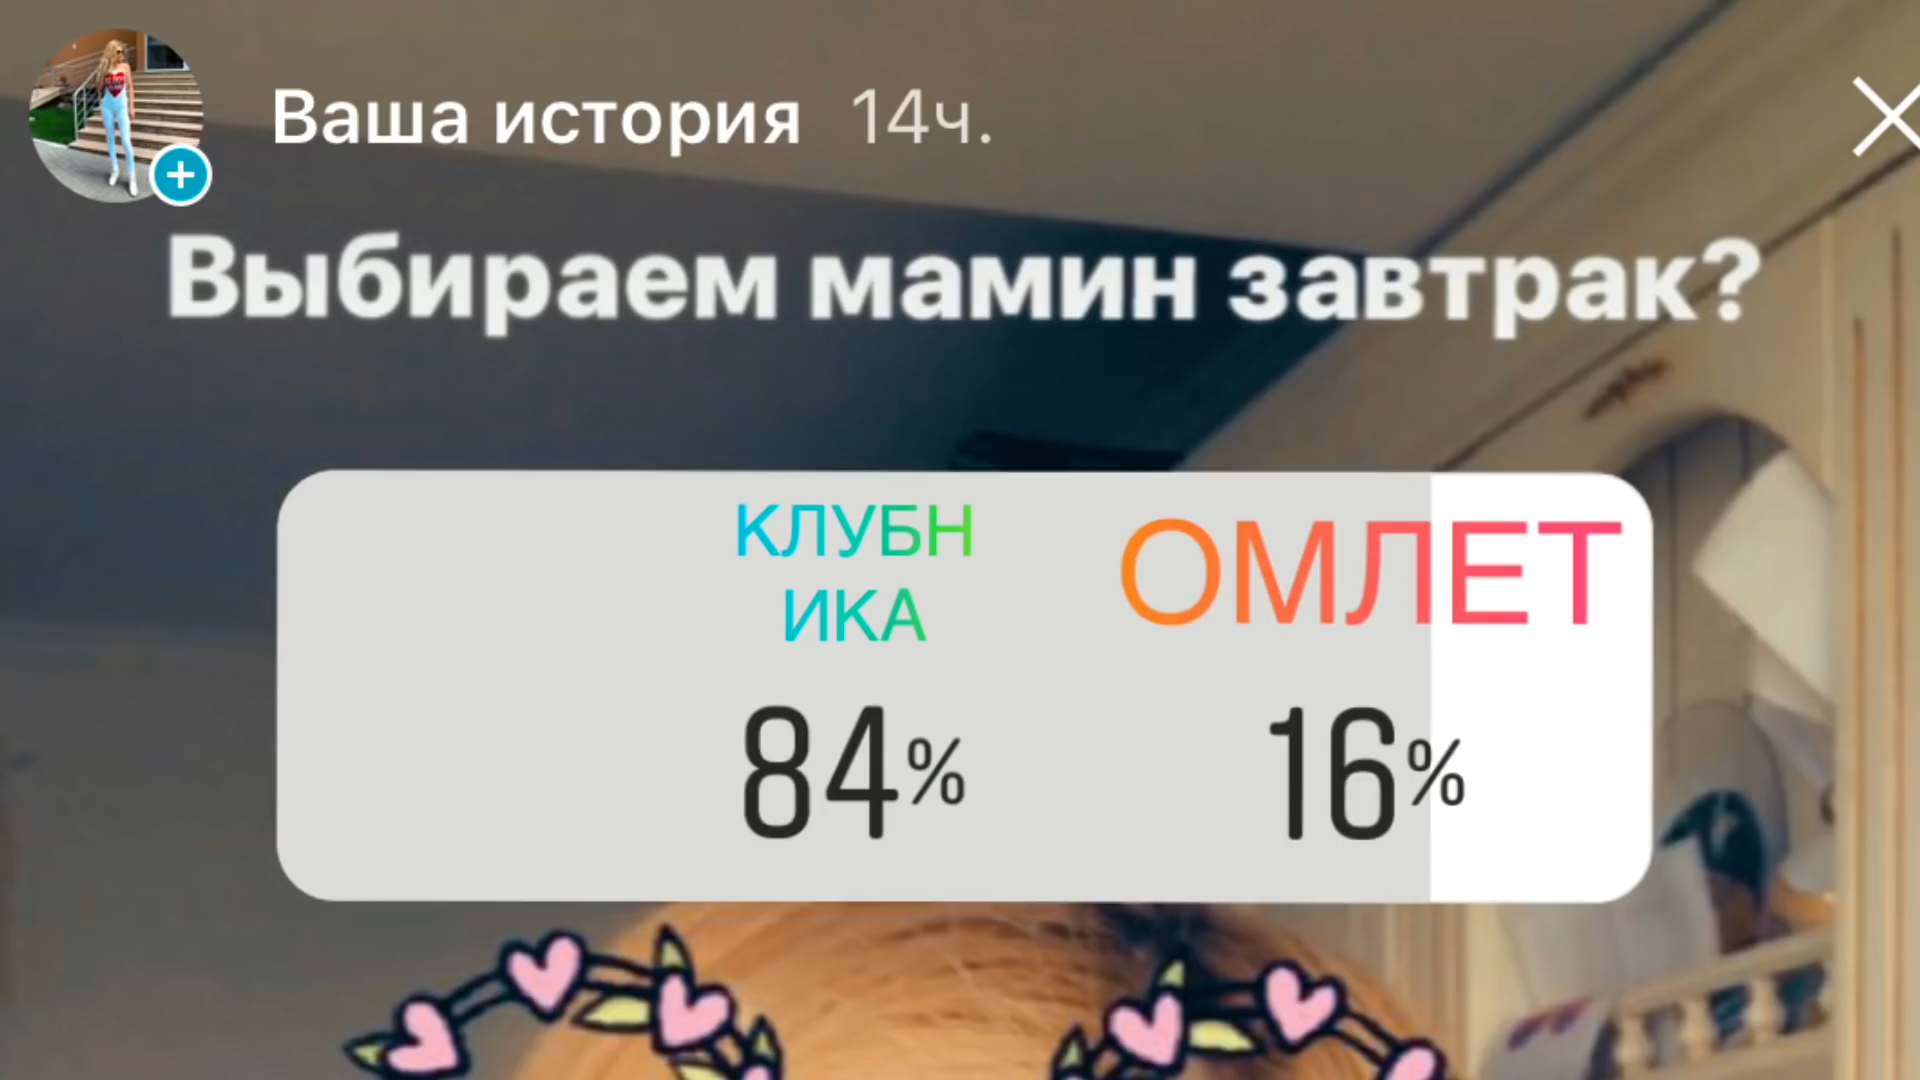 Ваша история 14ч.
Выбираем мамин завтрак?
КЛУБН
ИКА
ОМЛЕТ
84%
16%